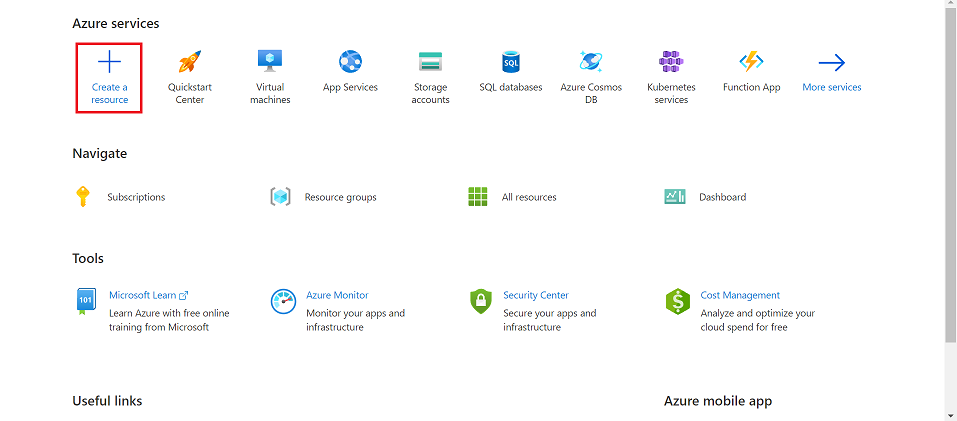 Azure services
Create a
resource
Quickstart
Center
Virtual
machines
App Services
Storage
accounts
SQL
SQL databases
Azure Cosmos
DB
Kubernetes
services
Function App
More services
Navigate
Subscriptions
Resource groups
All resources
Dashboard
Tools
101
Microsoft Learn
Learn Azure with free online
training from Microsoft
Azure Monitor
Monitor your apps and
infrastructure
Security Center
Secure your apps and
infrastructure
$
Cost Management
Analyze and optimize your
cloud spend for free
Useful links
Azure mobile app